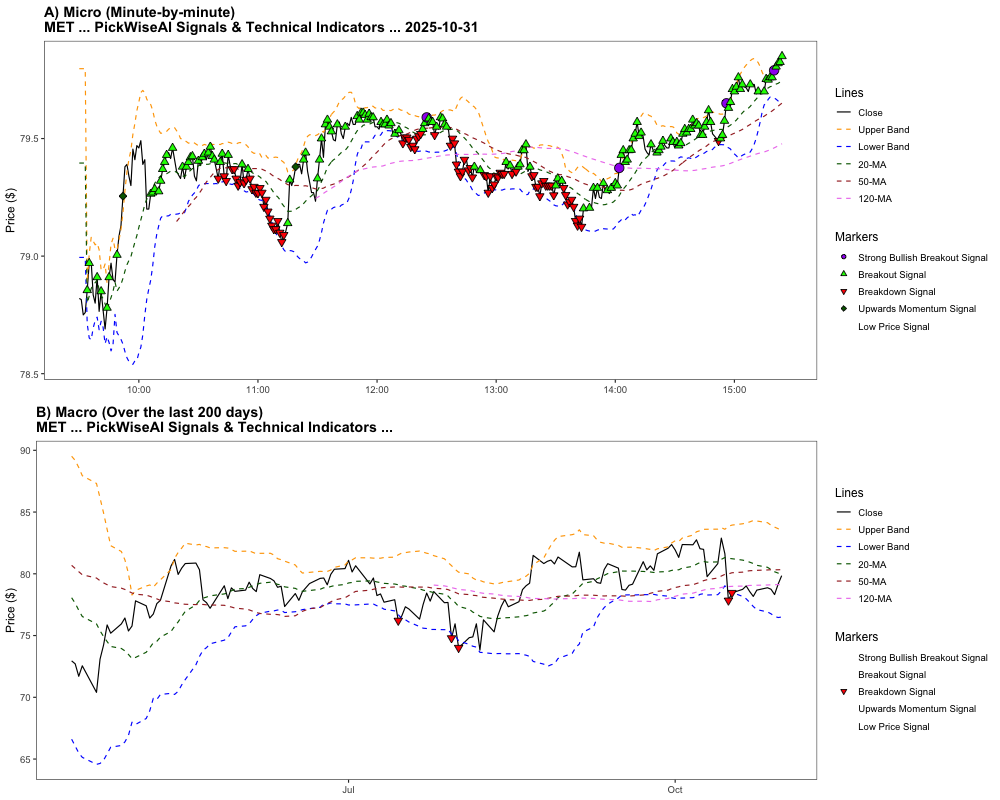 A) Micro (Minute-by-minute)
MET ... PickWiseAI Signals & Technical Indicators ... 2025-10-31
Price ($)
79.5
79.0
78.5
10:00
11:00
12:00
13:00
14:00
15:00
Lines
Close
Upper Band
Lower Band
20-MA
50-MA
120-MA
Markers
Strong Bullish Breakout Signal
Breakout Signal
Breakdown Signal
Upwards Momentum Signal
Low Price Signal
B) Macro (Over the last 200 days)
MET ... PickWiseAI Signals & Technical Indicators ...
Price ($)
90
85
80
75
70
65
Jul
Oct
Lines
Close
Upper Band
Lower Band
20-MA
50-MA
120-MA
Markers
Strong Bullish Breakout Signal
Breakout Signal
Breakdown Signal
Upwards Momentum Signal
Low Price Signal